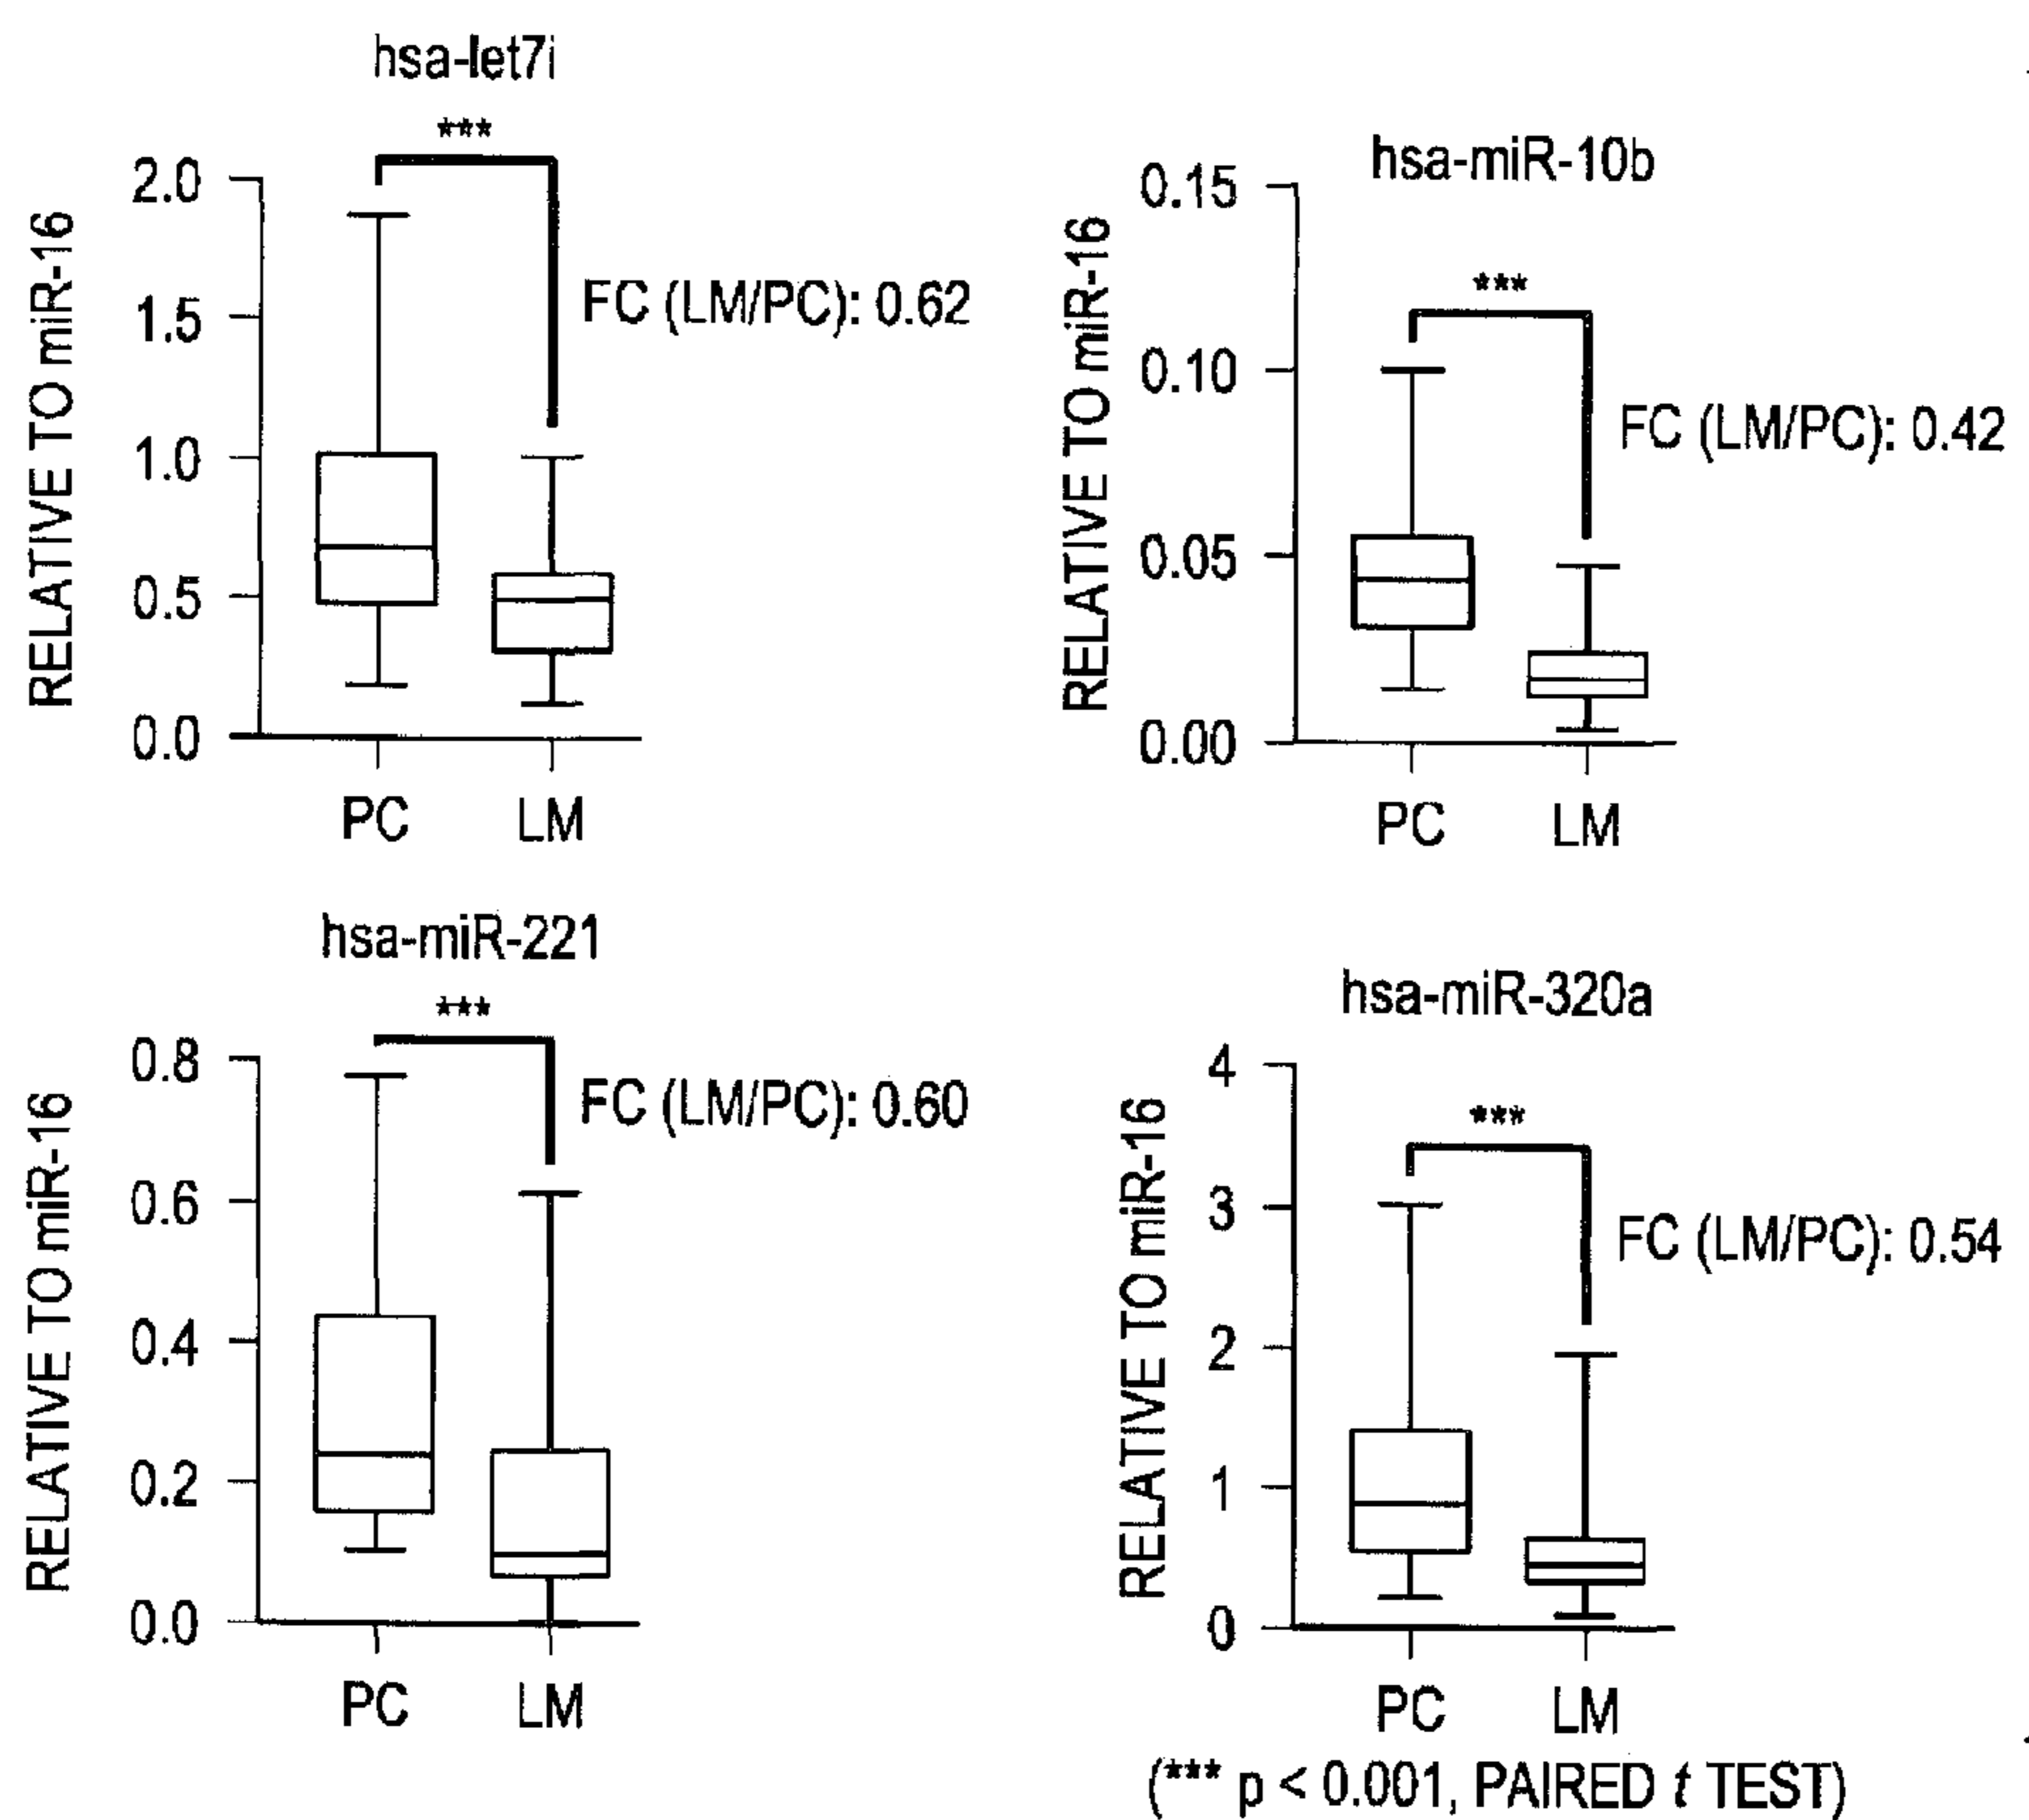 hsa-let7i
***
2.0
1.5
1.0
0.5
0.0
RELATIVE TO miR-16
FC (LM/PC): 0.62
PC LM
hsa-miR-10b
***
0.15
0.10
0.05
0.00
RELATIVE TO miR-16
FC (LM/PC): 0.42
PC LM
hsa-miR-221
***
0.8
0.6
0.4
0.2
0.0
RELATIVE TO miR-16
FC (LM/PC): 0.60
PC LM
hsa-miR-320a
***
4
3
2
1
0
RELATIVE TO miR-16
FC (LM/PC): 0.54
PC LM
(*** p < 0.001, PAIRED t TEST)